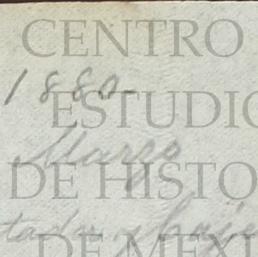 CENTRO
1880
ESTUDIO
Marzo
DE HISTO
DE MEXI